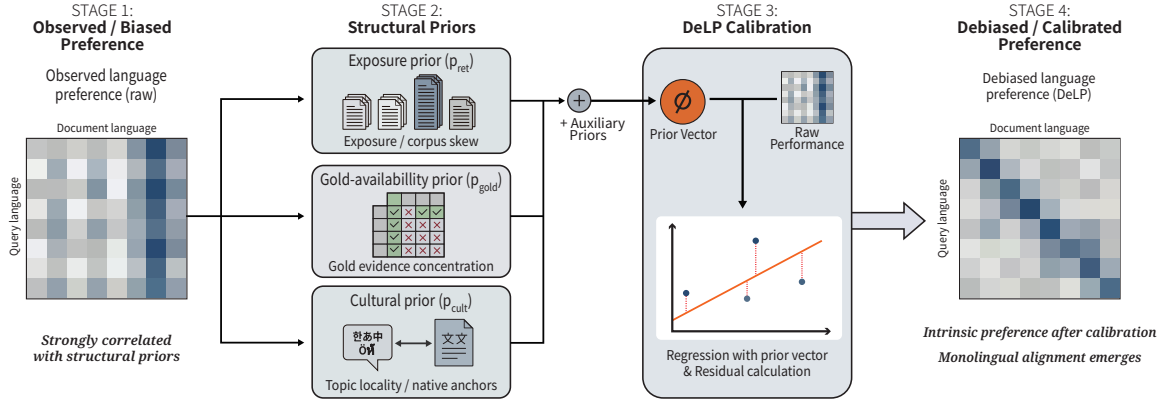 STAGE 1:
Observed / Biased
Preference
Observed language
preference (raw)
Document language
Query language
Strongly correlated
with structural priors
STAGE 2:
Structural Priors
Exposure prior (pret)
Exposure / corpus skew
Gold-availabillity prior (pgold)
Gold evidence concentration
Cultural prior (pcult)
한あ中
öฬ
文文
Topic locality / native anchors
+
+ Auxiliary
Priors
STAGE 3:
DeLP Calibration
Ø
Prior Vector
Raw
Performance
Regression with prior vector
& Residual calculation
STAGE 4:
Debiased / Calibrated
Preference
Debiased language
preference (DeLP)
Document language
Query language
Intrinsic preference after calibration
Monolingual alignment emerges